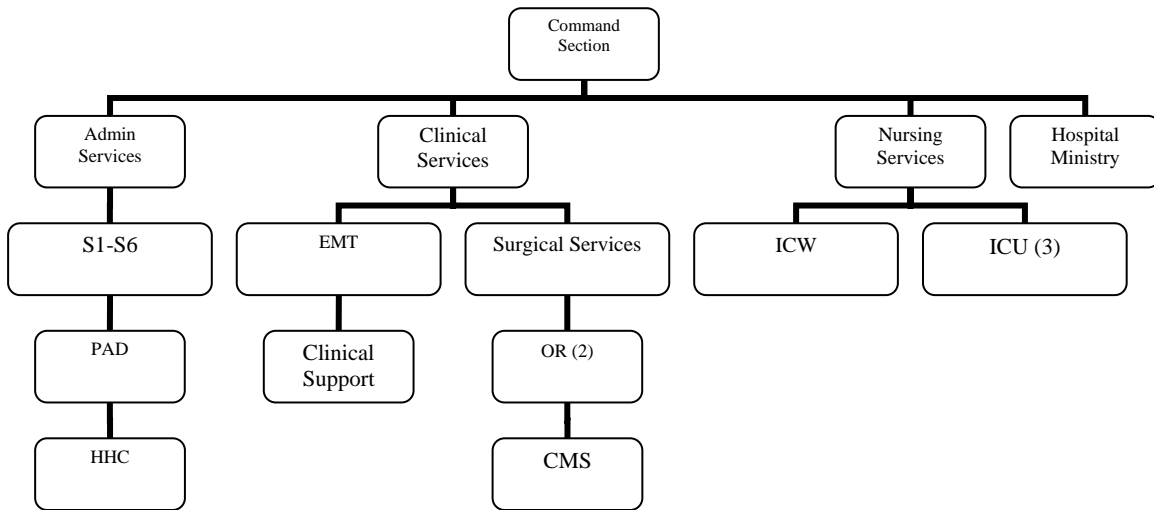 Command
Section
Admin
Services
Clinical
Services
Nursing
Services
Hospital
Ministry
S1-S6
EMT
Surgical Services
ICW
ICU (3)
PAD
Clinical
Support
OR (2)
HHC
CMS